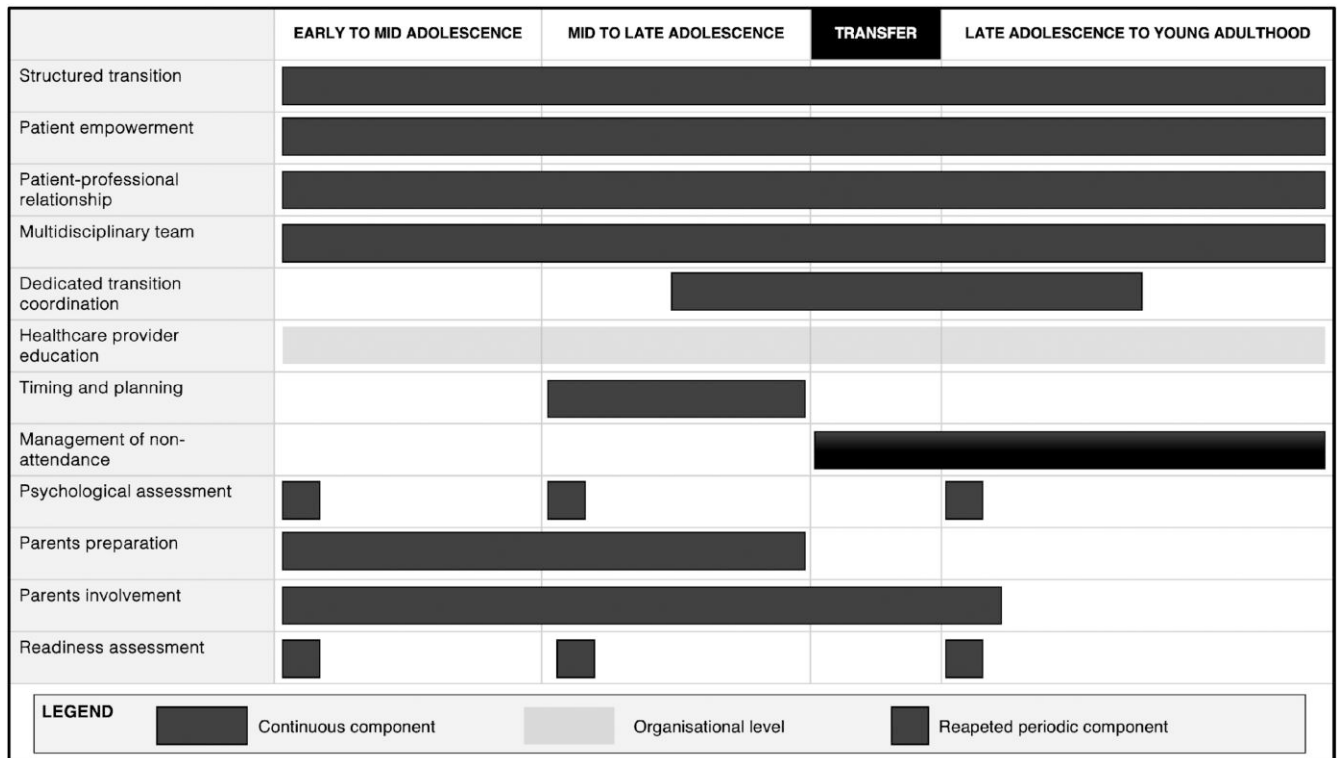 EARLY TO MID ADOLESCENCE
MID TO LATE ADOLESCENCE
TRANSFER
LATE ADOLESCENCE TO YOUNG ADULTHOOD
Structured transition
Patient empowerment
Patient-professional
relationship
Multidisciplinary team
Dedicated transition
coordination
Healthcare provider
education
Timing and planning
Management of non-
attendance
Psychological assessment
Parents preparation
Parents involvement
Readiness assessment
LEGEND
Continuous component
Organisational level
Reapeted periodic component